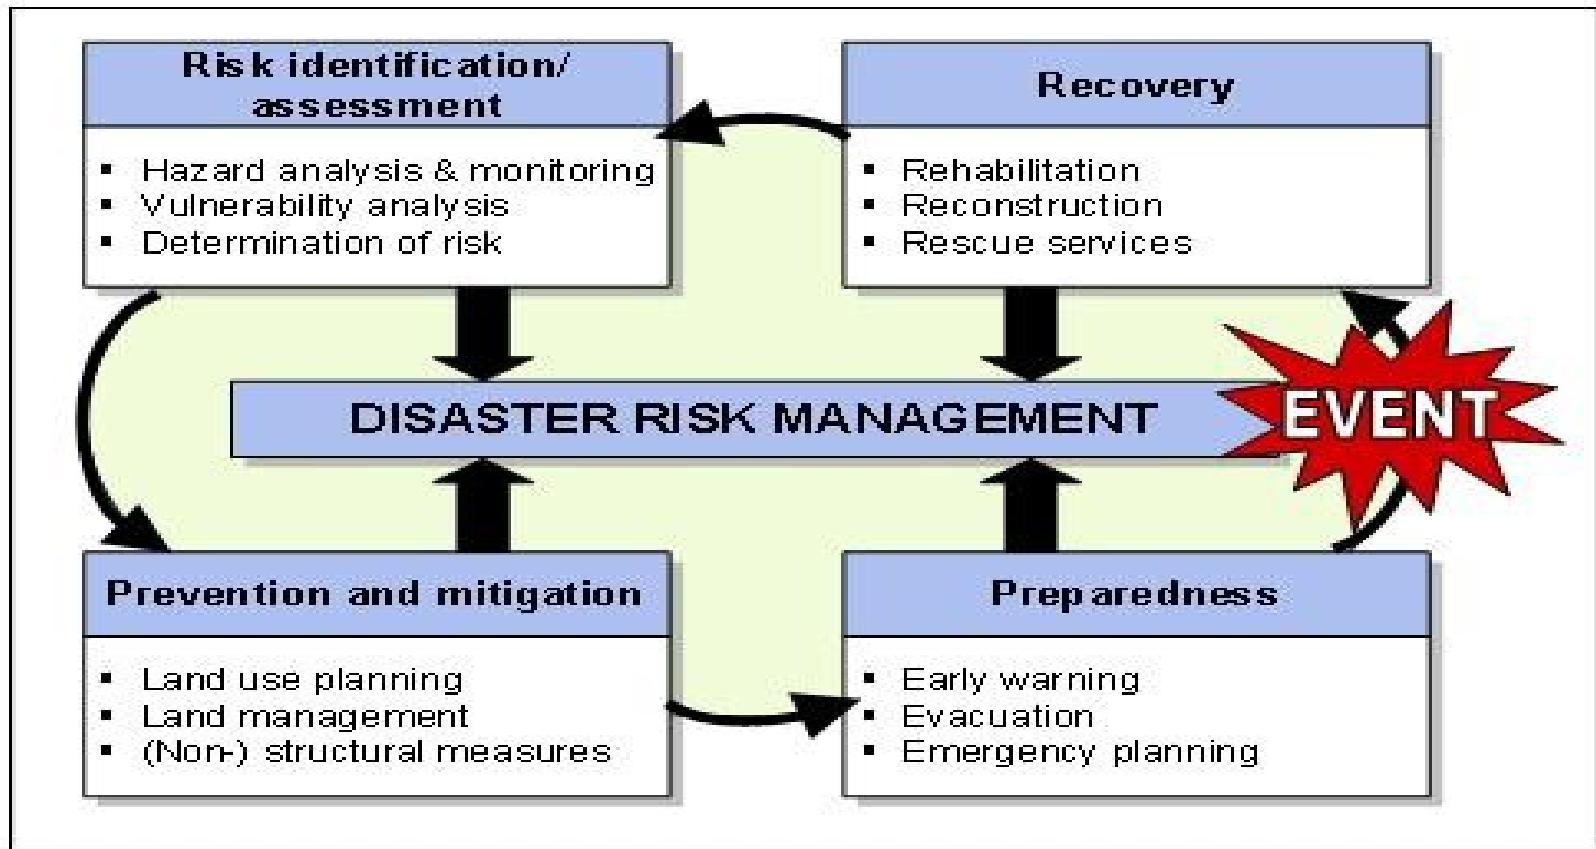 Risk identification/
assessment
▪ Hazard analysis & monitoring
▪ Vulnerability analysis
▪ Determination of risk
Recovery
▪ Rehabilitation
▪ Reconstruction
▪ Rescue services
DISASTER RISK MANAGEMENT
EVENT
Prevention and mitigation
▪ Land use planning
▪ Land management
▪ (Non-) structural measures
Preparedness
▪ Early warning
▪ Evacuation
▪ Emergency planning